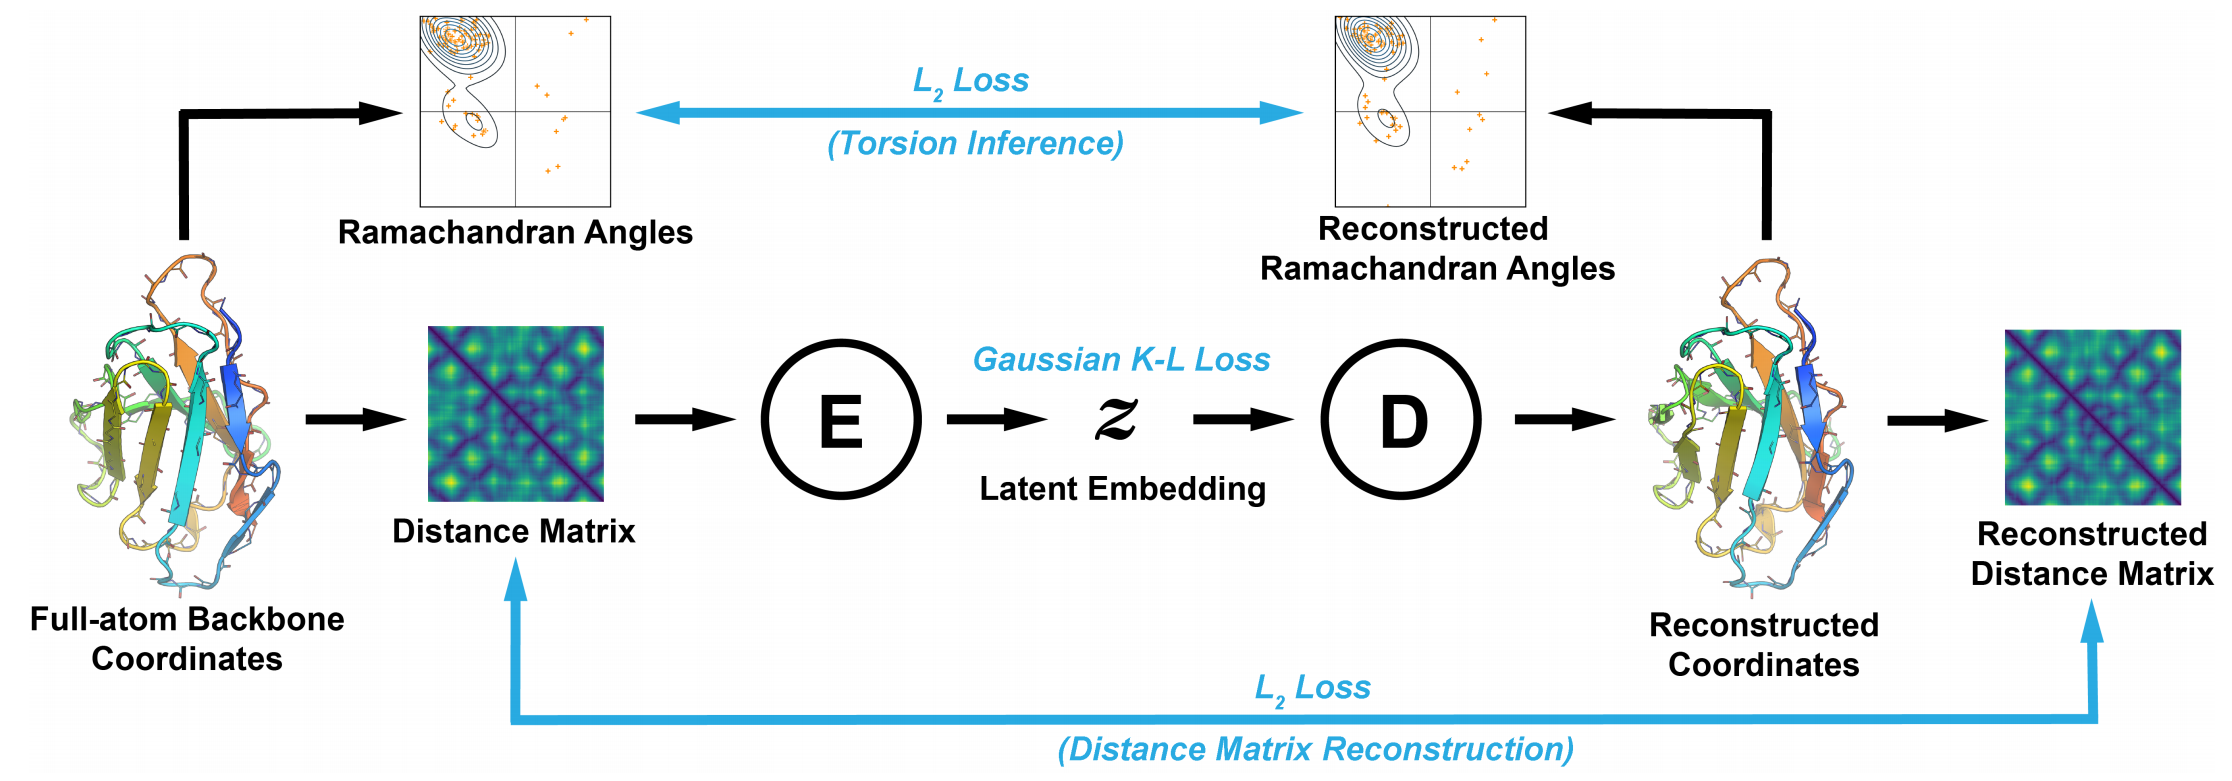 L2 Loss
(Torsion Inference)
Ramachandran Angles
Reconstructed
Ramachandran Angles
E
Gaussian K-L Loss
z
Latent Embedding
D
Distance Matrix
Full-atom Backbone
Coordinates
Reconstructed
Coordinates
Reconstructed
Distance Matrix
L2 Loss
(Distance Matrix Reconstruction)